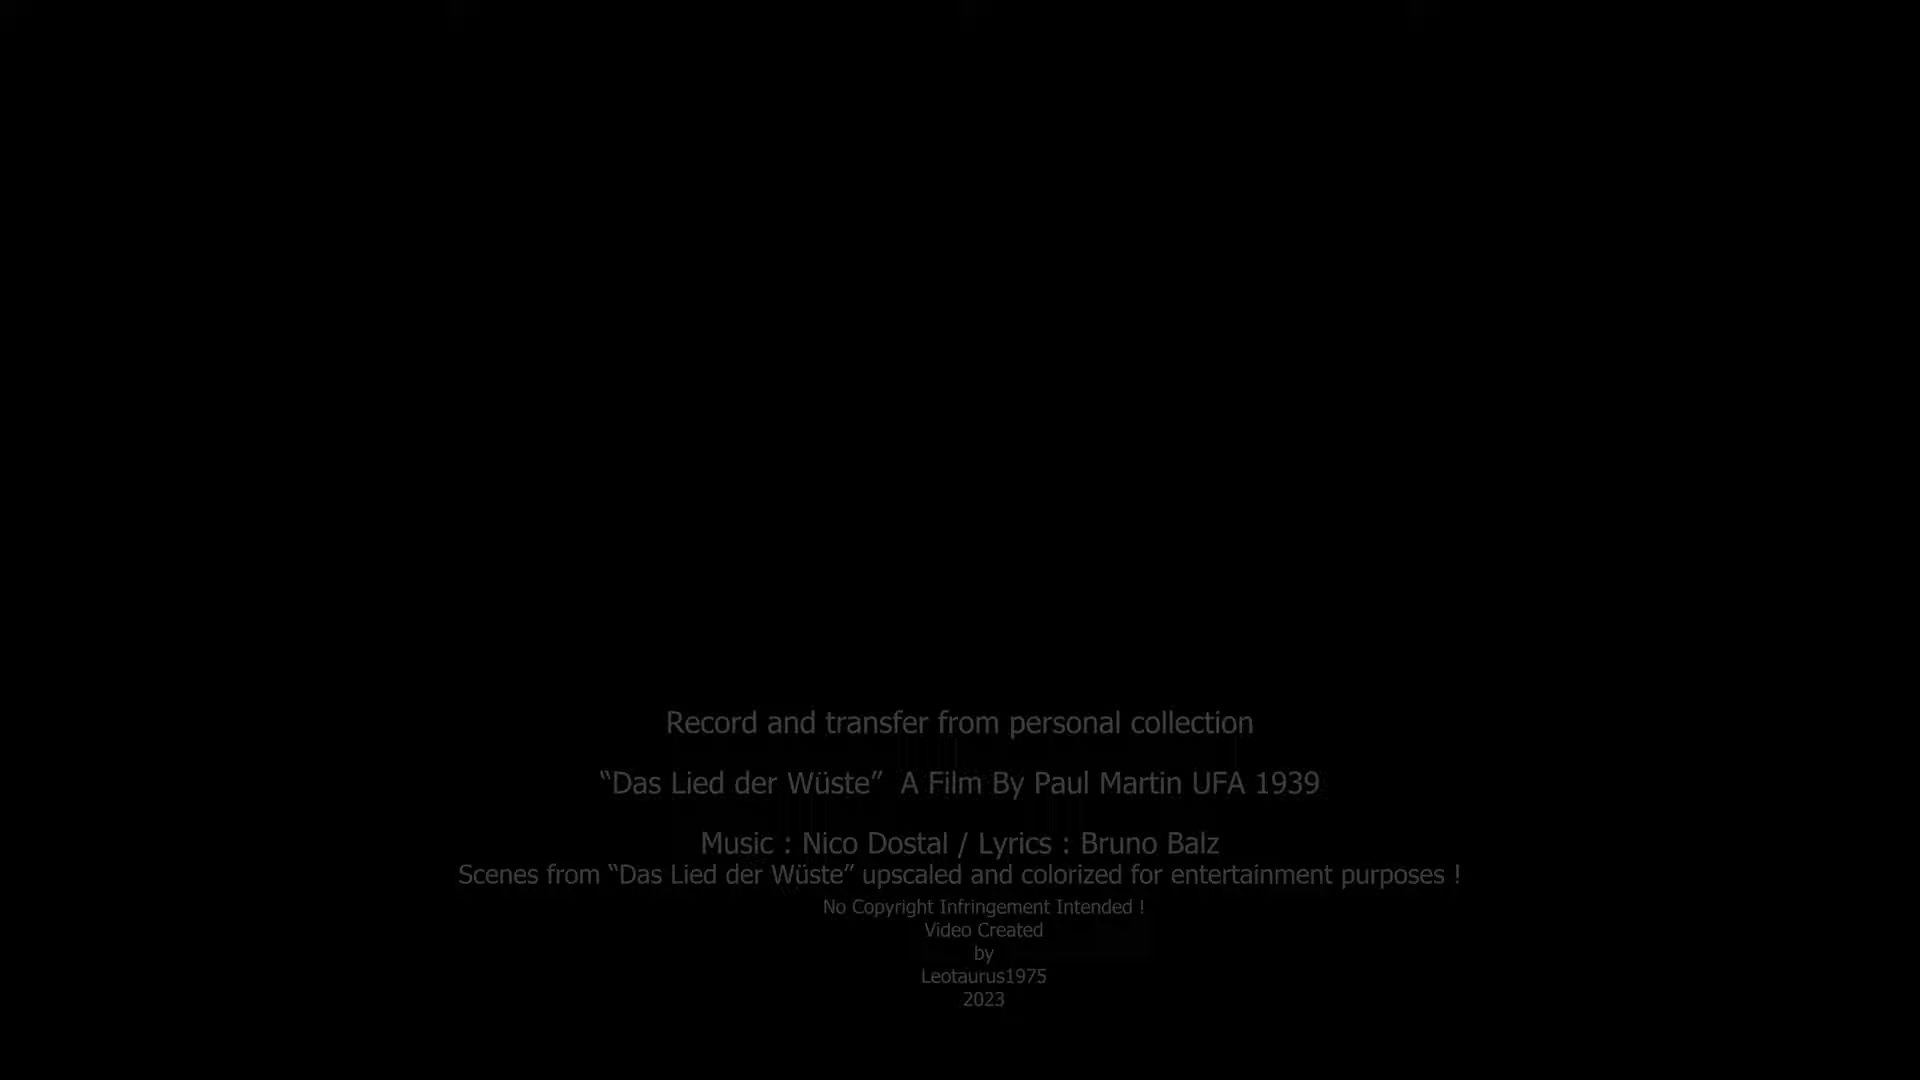 Record and transfer from personal collection
“Das Lied der Wüste” A Film By Paul Martin UFA 1939
Music : Nico Dostal / Lyrics : Bruno Balz
Scenes from “Das Lied der Wüste” upscaled and colorized for entertainment purposes !
No Copyright Infringement Intended !
Video Created
by
Leotaurus1975
2023